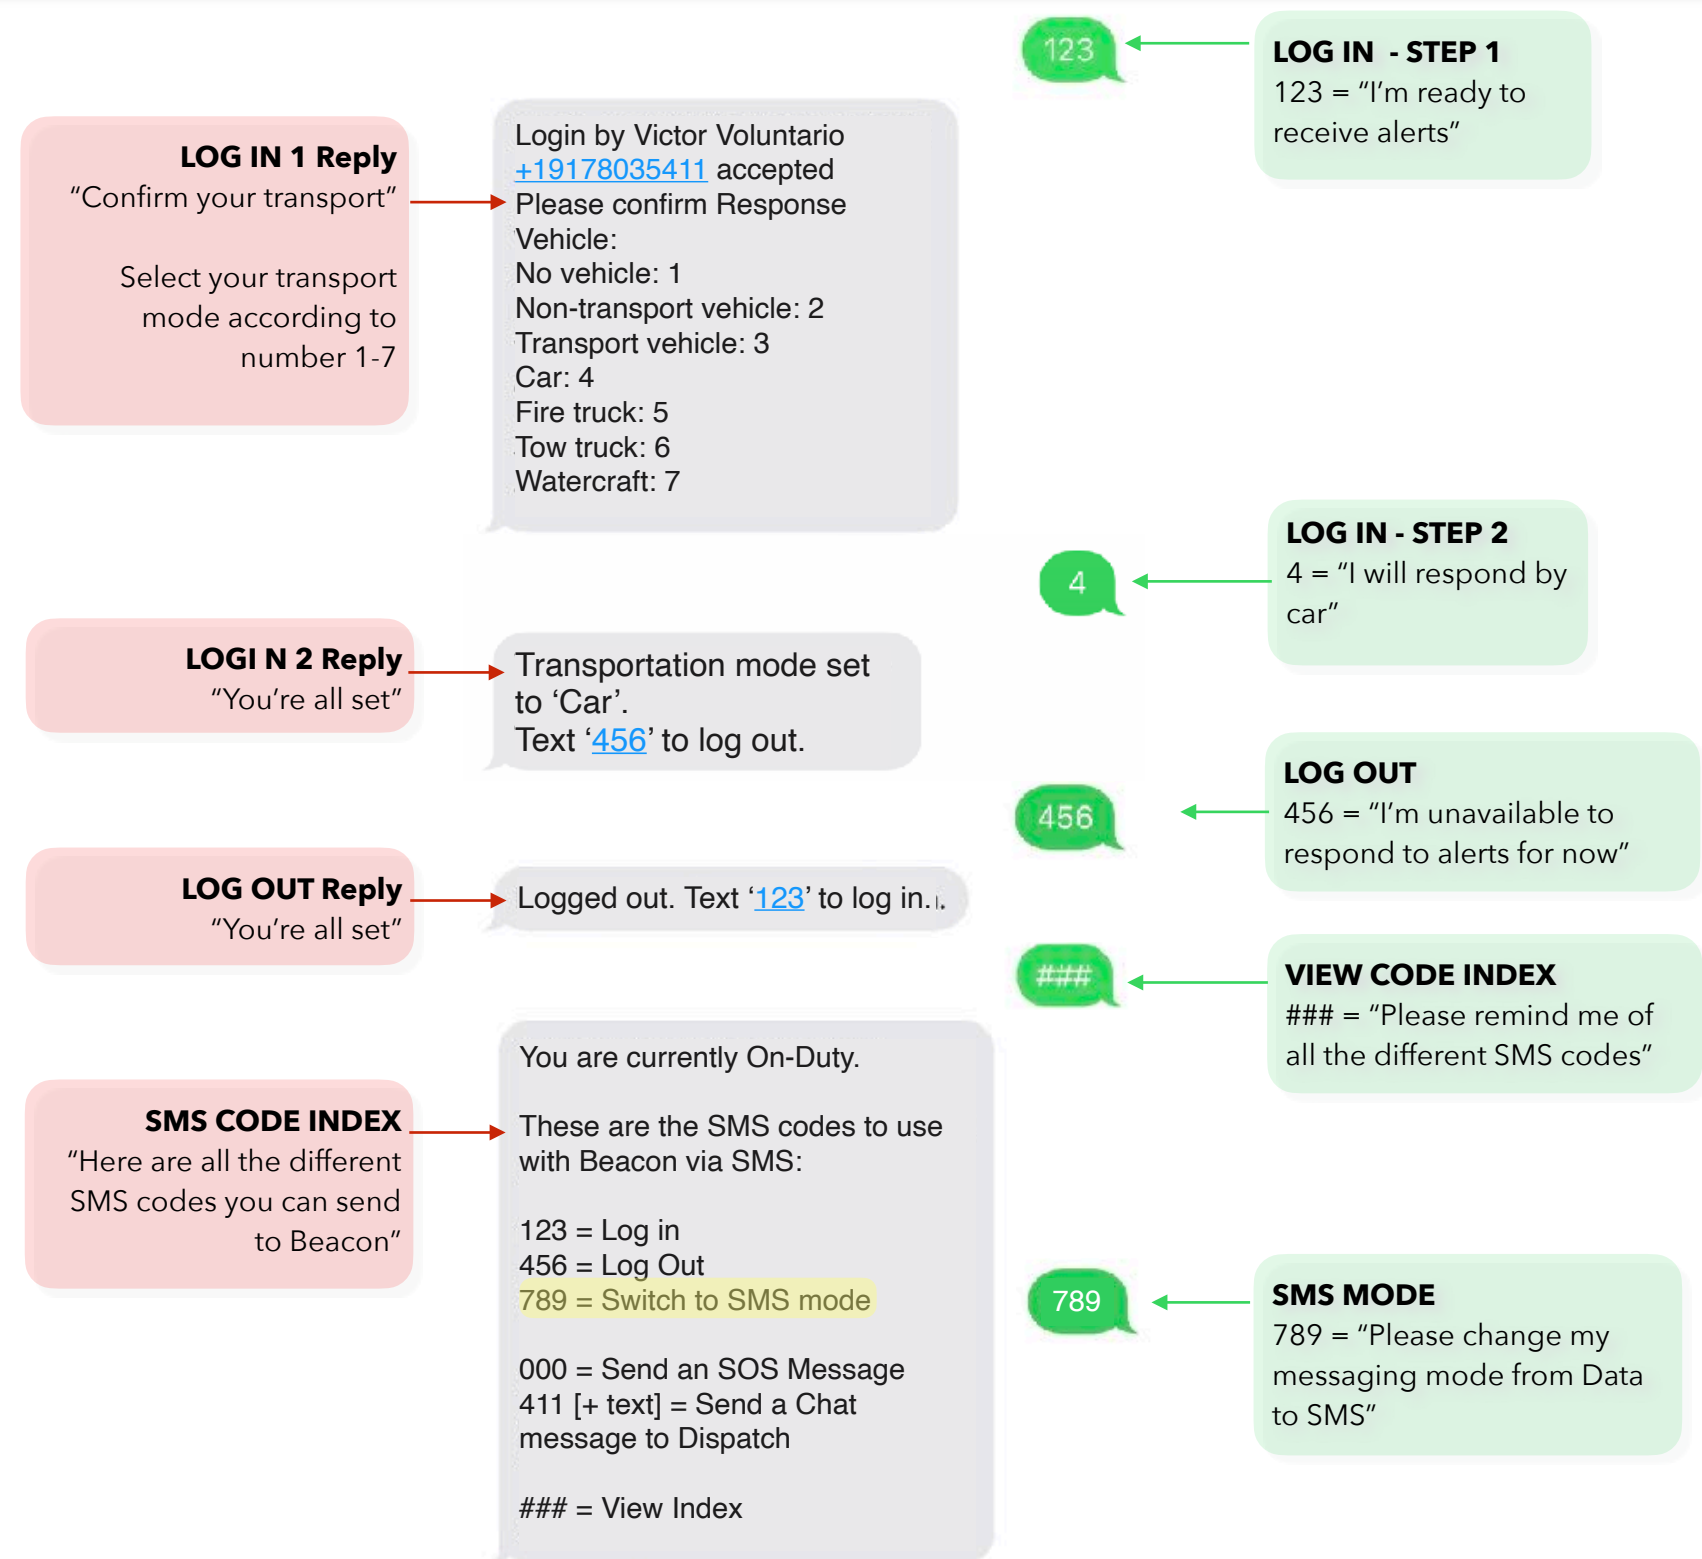 123
LOG IN  - STEP 1
123 = “I’m ready to
receive alerts”
LOG IN 1 Reply
“Confirm your transport”
Select your transport
mode according to
number 1-7
Login by Victor Voluntario
+19178035411 accepted
Please confirm Response
Vehicle:
No vehicle: 1
Non-transport vehicle: 2
Transport vehicle: 3
Car: 4
Fire truck: 5
Tow truck: 6
Watercraft: 7
4
LOG IN - STEP 2
4 = “I will respond by
car”
LOGI N 2 Reply
“You’re all set”
Transportation mode set
to ‘Car’.
Text ‘456’ to log out.
456
LOG OUT
456 = “I’m unavailable to
respond to alerts for now”
LOG OUT Reply
“You’re all set”
Logged out. Text ‘123’ to log in.
###
VIEW CODE INDEX
### = “Please remind me of
all the different SMS codes”
SMS CODE INDEX
“Here are all the different
SMS codes you can send
to Beacon”
You are currently On-Duty.
These are the SMS codes to use
with Beacon via SMS:
123 = Log in
456 = Log Out
789 = Switch to SMS mode
000 = Send an SOS Message
411 [+ text] = Send a Chat
message to Dispatch
### = View Index
789
SMS MODE
789 = “Please change my
messaging mode from Data
to SMS”